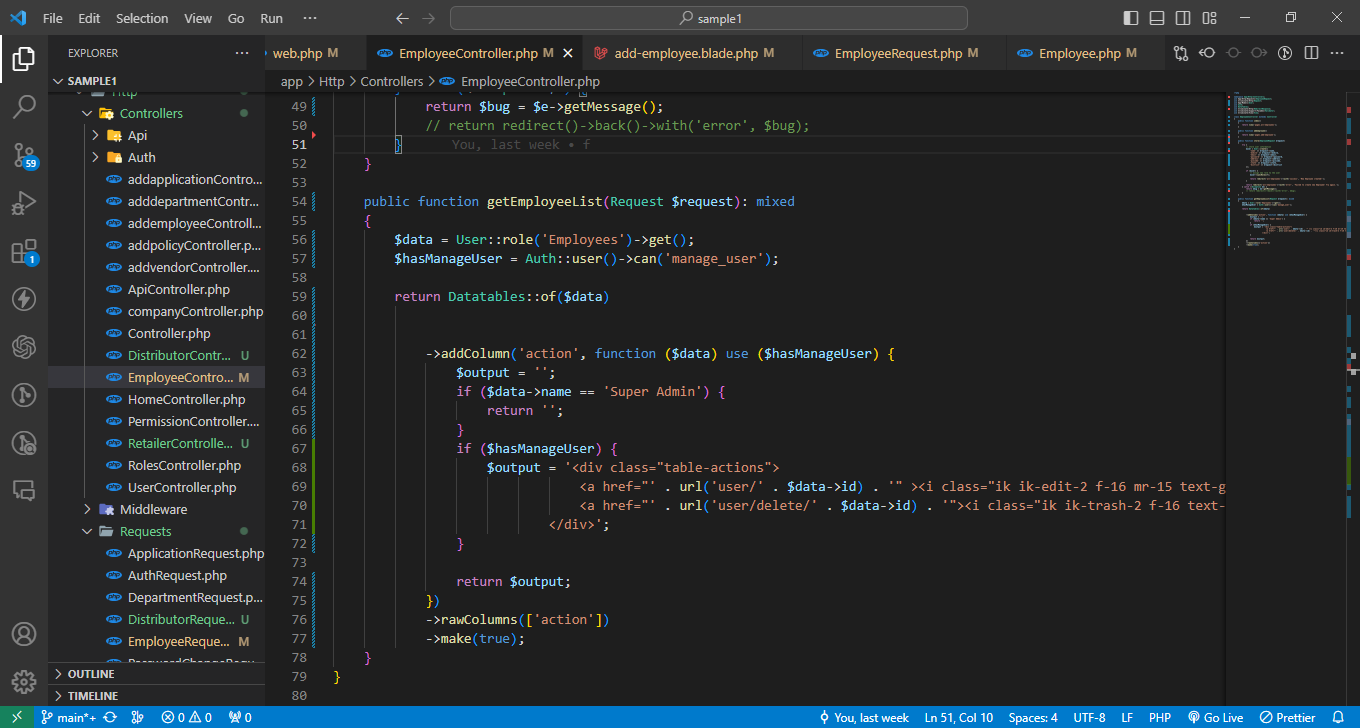 File Edit Selection View Go Run ··· sample1
EXPLORER ···
web.php M EmployeeController.php M add-employee.blade.php M EmployeeRequest.php M Employee.php M ···
SAMPLE1
app > Http > Controllers > EmployeeController.php
Http
Controllers
Api
Auth
addapplicationContro...
adddepartmentContr...
addemployeeControll...
addpolicyController.p...
addvendorController....
ApiController.php
companyController.php
Controller.php
DistributorContr... U
EmployeeContro... M
HomeController.php
PermissionController....
RetailerControlle... U
RolesController.php
UserController.php
Middleware
Requests
ApplicationRequest.php
AuthRequest.php
DepartmentRequest.p...
DistributorReque... U
EmployeeReque... M
OUTLINE
TIMELINE
59
1
49 return $bug = $e->getMessage();
50 // return redirect()->back()->with('error', $bug);
51 } You, last week • f
52 }
53
54 public function getEmployeeList(Request $request): mixed
55 {
56 $data = User::role('Employees')->get();
57 $hasManageUser = Auth::user()->can('manage_user');
58
59 return Datatables::of($data)
60
61
62 ->addColumn('action', function ($data) use ($hasManageUser) {
63 $output = '';
64 if ($data->name == 'Super Admin') {
65 return '';
66 }
67 if ($hasManageUser) {
68 $output = '<div class="table-actions">
69 <a href="' . url('user/' . $data->id) . '" ><i class="ik ik-edit-2 f-16 mr-15 text-g
70 <a href="' . url('user/delete/' . $data->id) . '"><i class="ik ik-trash-2 f-16 text-
71 </div>';
72 }
73
74 return $output;
75 })
76 ->rawColumns(['action'])
77 ->make(true);
78 }
79 }
80
main*+ 0 0 0 You, last week Ln 51, Col 10 Spaces: 4 UTF-8 LF PHP Go Live Prettier